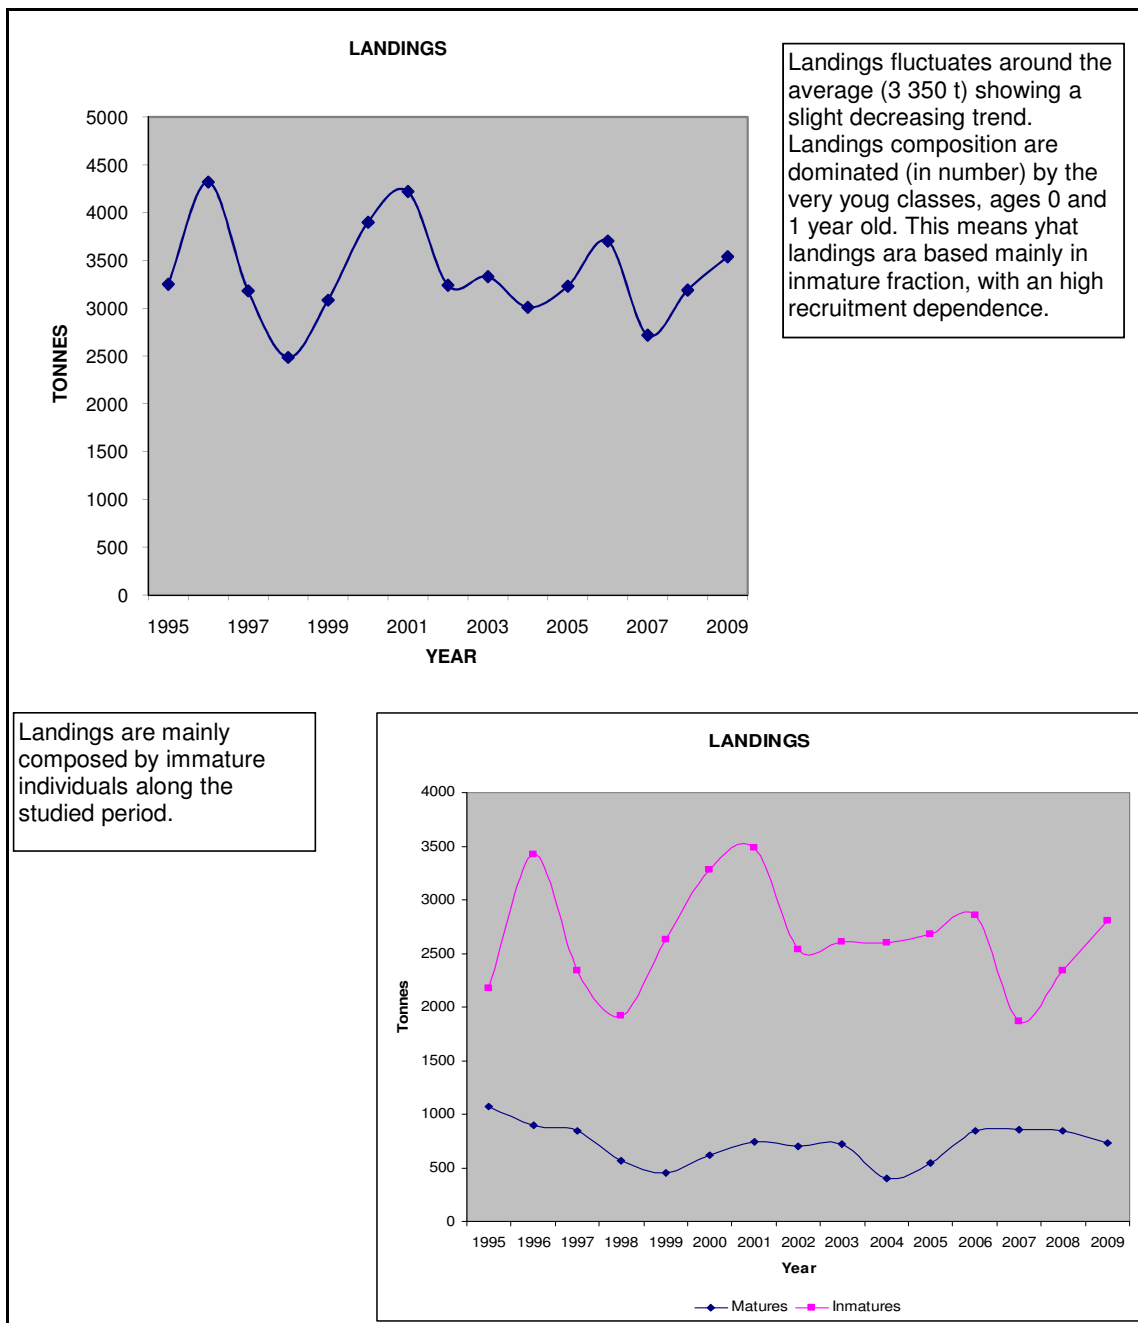 LANDINGS
5000
4500
4000
3500
3000
2500
2000
1500
1000
500
0
TONNES
1995 1997 1999 2001 2003 2005 2007 2009
YEAR
Landings fluctuates around the
average (3 350 t) showing a
slight decreasing trend.
Landings composition are
dominated (in number) by the
very youg classes, ages 0 and
1 year old. This means yhat
landings ara based mainly in
inmature fraction, with an high
recruitment dependence.
Landings are mainly
composed by immature
individuals along the
studied period.
LANDINGS
4000
3500
3000
2500
2000
1500
1000
500
0
Tonnes
1995 1996 1997 1998 1999 2000 2001 2002 2003 2004 2005 2006 2007 2008 2009
Year
Matures Inmatures